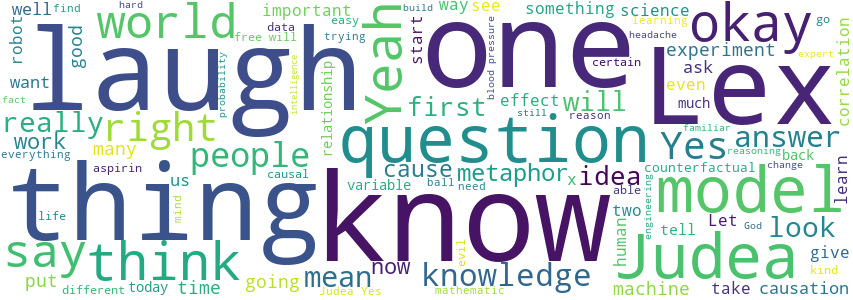 laugh
one
Lex
okay
thing
know
question
model
Judea
world
Yeah
right
say
think
people
knowledge
Yes
answer
idea
look
really
first
will
cause
metaphor
mean
now
work
time
put
going
many
us
well
find
hard
robot
good
want
important
something
science
way
see
easy
build
go
data
trying
free will
start
learning
headache
expert
certain
blood pressure
experiment
ask
even
much
correlation
probability
intelligence
relationship
effect
still
reason
familiar
reasoning
back
change
counterfactual
fact
everything
aspirin
causal
variable
ball
need
x
able
two
human
tell
engineering
Let
God
learn
give
kind
life
mind
different
today
Judea Yes
evil
mathematic
machine
take
causation